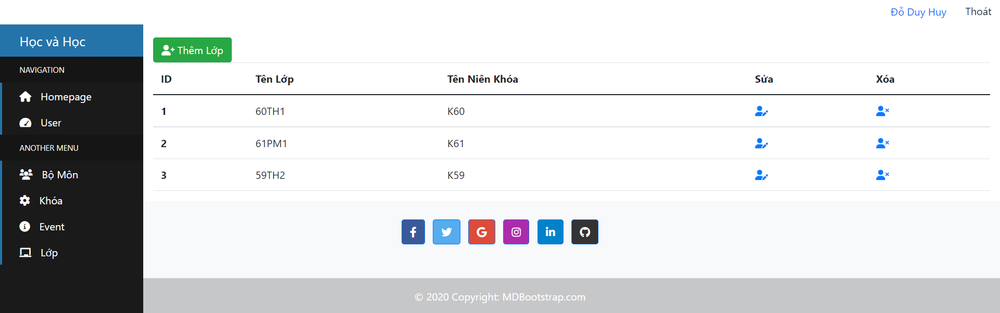 Đỗ Duy Huy Thoát
Học và Học
NAVIGATION
Homepage
User
ANOTHER MENU
Bộ Môn
Khóa
Event
Lớp
Thêm Lớp
ID Tên Lớp Tên Niên Khóa Sửa Xóa
1 60TH1 K60
2 61PM1 K61
3 59TH2 K59
© 2020 Copyright: MDBootstrap.com